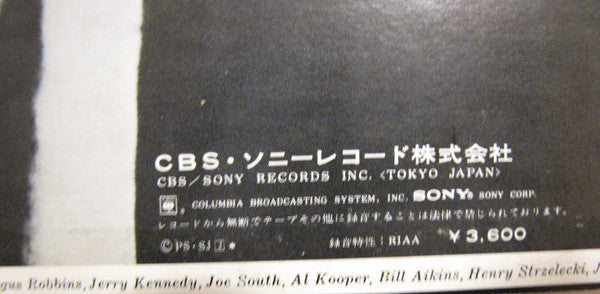 CBS・ソニーレコード株式会社
CBS/SONY RECORDS INC. (TOKYO JAPAN)
COLUMBIA BROADCASTING SYSTEM, INC. SONY® SONY CORP.
レコードから無断でテープその他に録音することは法律で禁じられております。
Ⓒ PS・SJ Ⓙ * 録音特性：RIAA ￥3,600
gus Robbins, Jerry Kennedy, Joe South, Al Kooper, Bill Aikins, Henry Strzelecki, J